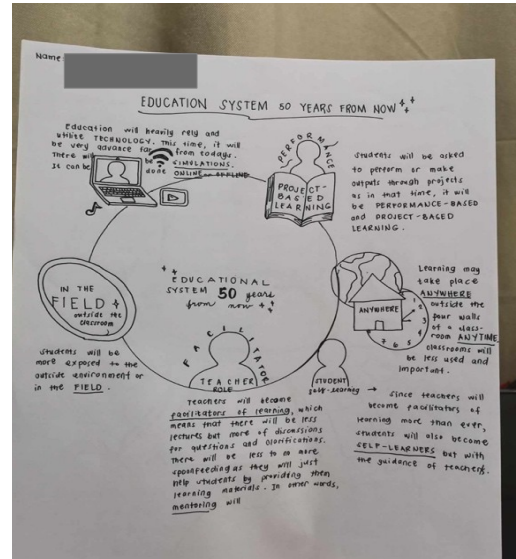 Name:
EDUCATION SYSTEM 50 YEARS FROM NOW
Education will heavily rely and
utilize TECHNOLOGY. This time, it will
be very advance far from todays.
There will be SIMULATIONS.
It can be done ONLINE or OFFLINE
PERFORMANCE
PROJECT-
BASED
LEARNING
students will be asked
to perform or make
outputs through projects
as in that time, it will
be PERFORMANCE-BASED
and PROJECT-BASED
LEARNING.
Learning may
take place
ANYWHERE
outside the
four walls
of a class-
room ANYTIME.
classrooms will
be less used and
important.
ANYWHERE
1
2
3
4
5
6
7
EDUCATIONAL
SYSTEM 50 years
from now
IN THE
FIELD
outside the
classroom
students will be
more exposed to the
outside environment or
in the FIELD.
FACILITATOR
TEACHER
ROLE
Teachers will become
facilitators of learning, which
means that there will be less
lectures but more of discussions
for questions and clarifications.
There will be less to no more
spoonfeeding as they will just
help students by providing them
learning materials. In other words,
mentoring will
STUDENT
self-learning
since teachers will
become facilitators of
learning more than ever,
students will also become
SELF-LEARNERS but with
the guidance of teachers.